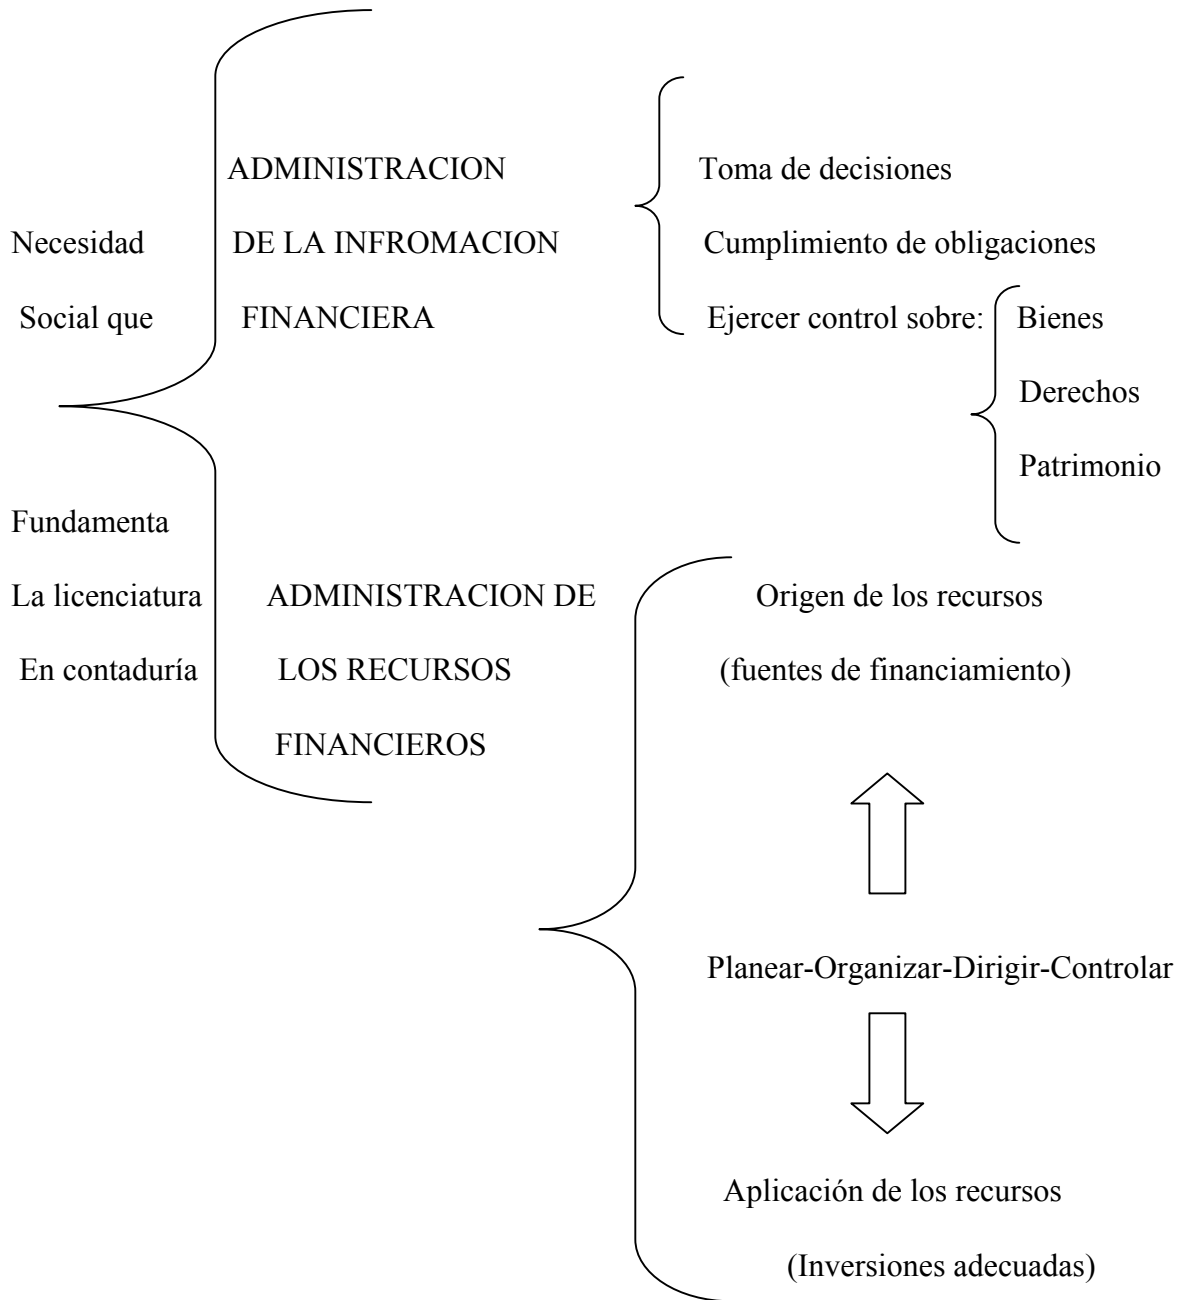 ADMINISTRACION Toma de decisiones
Necesidad DE LA INFROMACION Cumplimiento de obligaciones
Social que FINANCIERA Ejercer control sobre: Bienes
Derechos
Patrimonio
Fundamenta
La licenciatura ADMINISTRACION DE Origen de los recursos
En contaduría LOS RECURSOS (fuentes de financiamiento)
FINANCIEROS
Planear-Organizar-Dirigir-Controlar
Aplicación de los recursos
(Inversiones adecuadas)